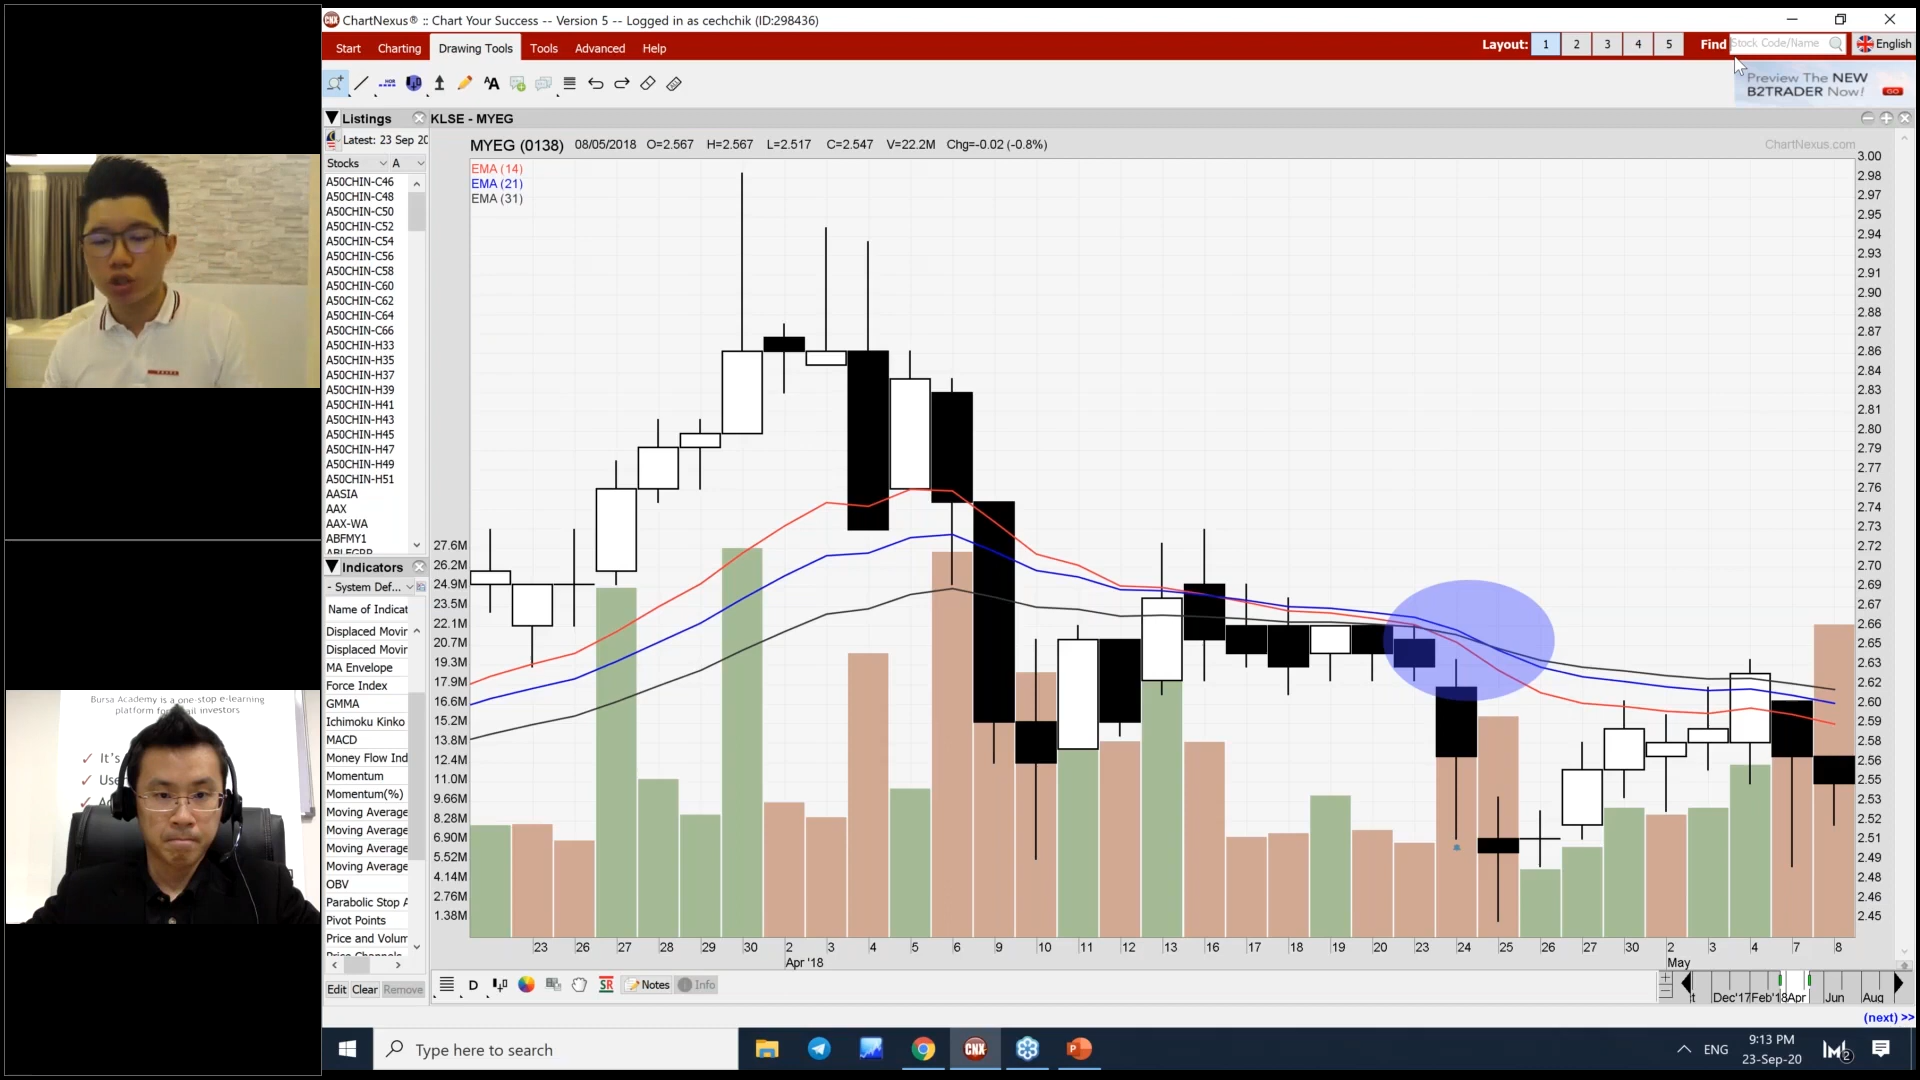 ChartNexus® :: Chart Your Success -- Version 5 -- Logged in as cechchik (ID:298436)
Start Charting Drawing Tools Tools Advanced Help
Layout: 1 2 3 4 5 Find Stock Code/Name English
Preview The NEW
B2TRADER Now! GO
Listings
KLSE - MYEG
Latest: 23 Sep 20
MYEG (0138) 08/05/2018 O=2.567 H=2.567 L=2.517 C=2.547 V=22.2M Chg=-0.02 (-0.8%)
ChartNexus.com
EMA (14)
EMA (21)
EMA (31)
Stocks A
A50CHIN-C46
A50CHIN-C48
A50CHIN-C50
A50CHIN-C52
A50CHIN-C54
A50CHIN-C56
A50CHIN-C58
A50CHIN-C60
A50CHIN-C62
A50CHIN-C64
A50CHIN-C66
A50CHIN-H33
A50CHIN-H35
A50CHIN-H37
A50CHIN-H39
A50CHIN-H41
A50CHIN-H43
A50CHIN-H45
A50CHIN-H47
A50CHIN-H49
A50CHIN-H51
AASIA
AAX
AAX-WA
ABFMY1
Indicators
- System Def...
Name of Indicat
Displaced Movir
Displaced Movir
MA Envelope
Force Index
GMMA
Ichimoku Kinko
MACD
Money Flow Ind
Momentum
Momentum(%)
Moving Average
Moving Average
Moving Average
Moving Average
OBV
Parabolic Stop A
Pivot Points
Price and Volum
Edit Clear Remove
27.6M
26.2M
24.9M
23.5M
22.1M
20.7M
19.3M
17.9M
16.6M
15.2M
13.8M
12.4M
11.0M
9.66M
8.28M
6.90M
5.52M
4.14M
2.76M
1.38M
3.00
2.98
2.97
2.95
2.94
2.93
2.91
2.90
2.88
2.87
2.86
2.84
2.83
2.81
2.80
2.79
2.77
2.76
2.74
2.73
2.72
2.70
2.69
2.67
2.66
2.65
2.63
2.62
2.60
2.59
2.58
2.56
2.55
2.53
2.52
2.51
2.49
2.48
2.46
2.45
23 26 27 28 29 30 2 3 4 5 6 9 10 11 12 13 16 17 18 19 20 23 24 25 26 27 30 2 3 4 7 8
Apr '18 May
D SR Notes Info
Dec'17 Feb'18 Apr Jun Aug
(next) >>
Bursa Academy is a one-stop e-learning
platform for
✓ It's
✓ Use
Type here to search
CNX
ENG
9:13 PM
23-Sep-20
2